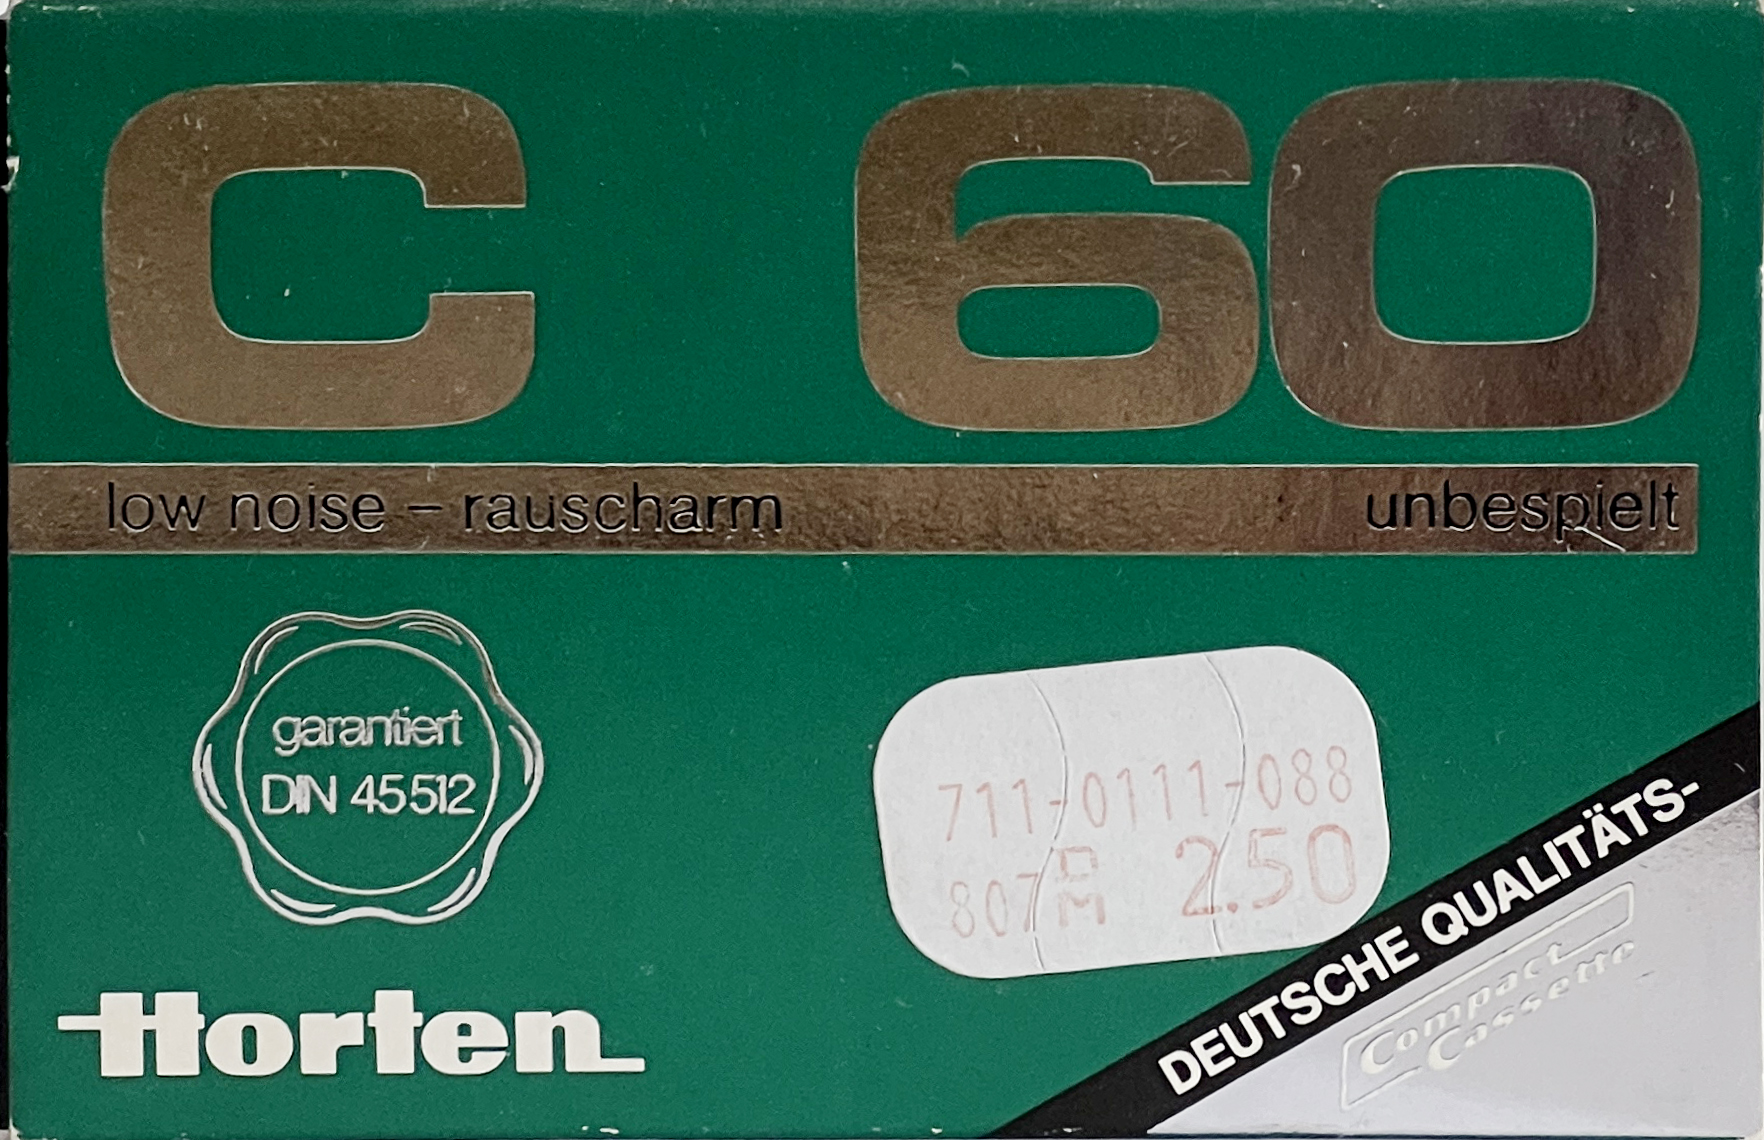 C 60
low noise – rauscharm unbespielt
garantiert
DIN 45512
711-0111-088
807 DM 2.50
DEUTSCHE QUALITÄTS-
Compact
Cassette
Horten